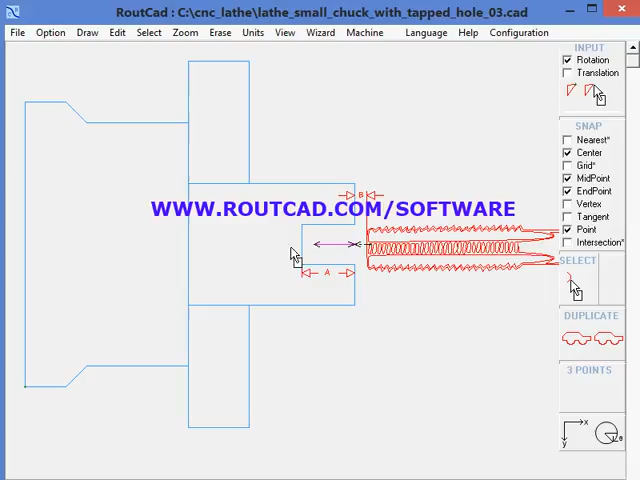 RoutCad : C:\cnc_lathe\lathe_small_chuck_with_tapped_hole_03.cad
File Option Draw Edit Select Zoom Erase Units View Wizard Machine Language Help Configuration
INPUT
Rotation
Translation
SNAP
Nearest*
Center
Grid*
MidPoint
EndPoint
Vertex
Tangent
Point
Intersection*
B
WWW.ROUTCAD.COM/SOFTWARE
A
SELECT
DUPLICATE
3 POINTS
x
y